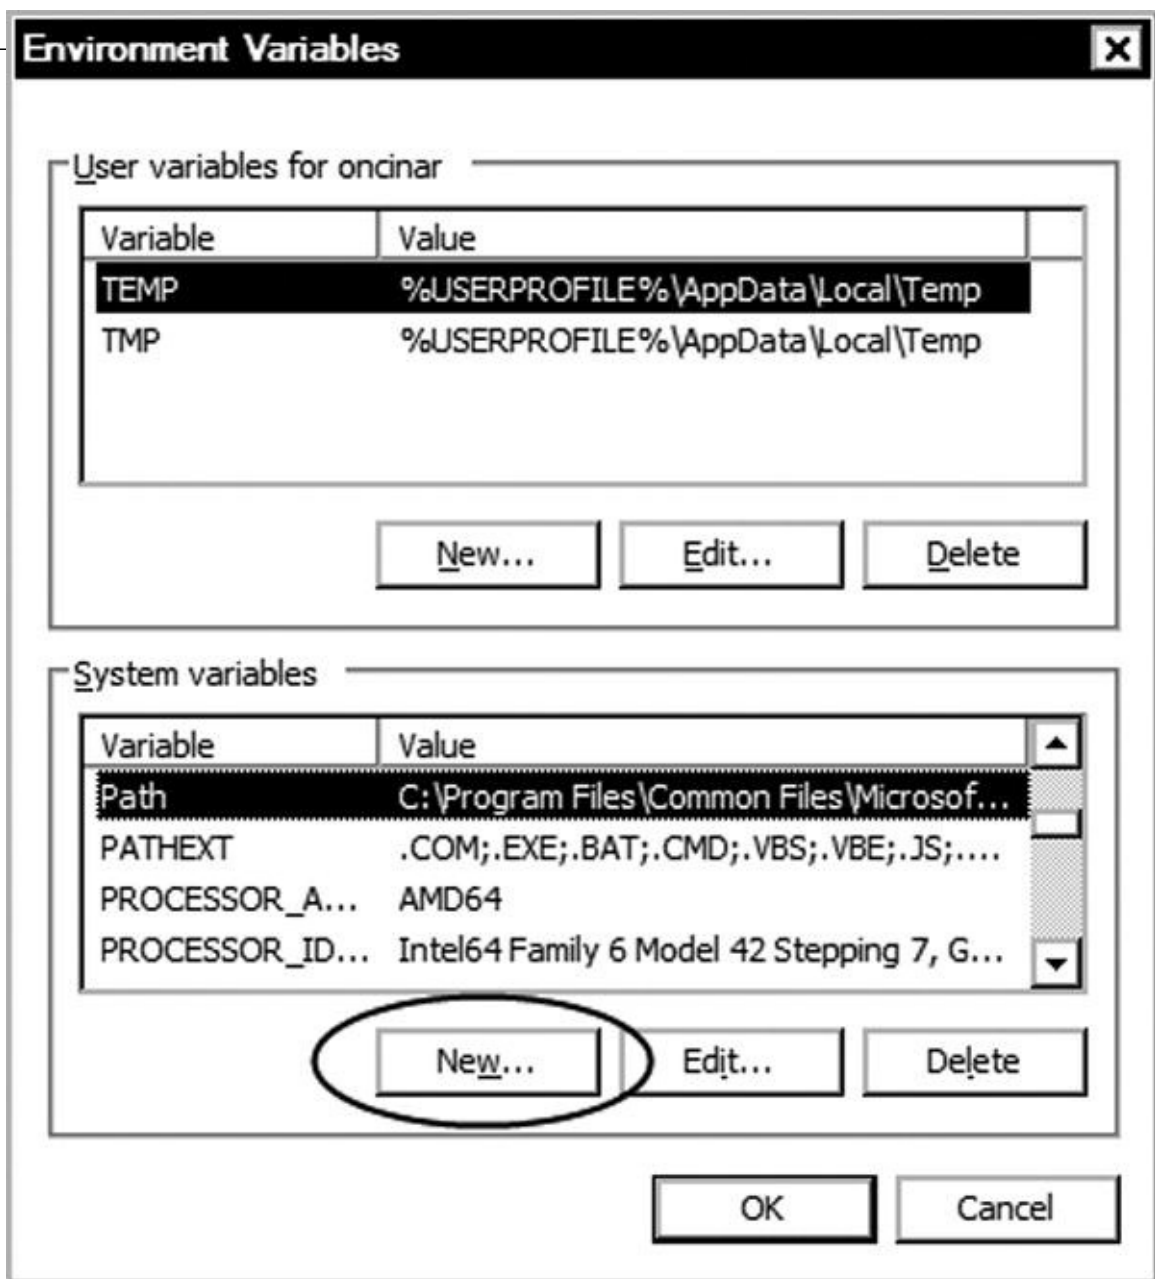 Environment Variables
User variables for oncinar
Variable Value
TEMP %USERPROFILE%\AppData\Local\Temp
TMP %USERPROFILE%\AppData\Local\Temp
New... Edit... Delete
System variables
Variable Value
Path C:\Program Files\Common Files\Microsof...
PATHEXT .COM;.EXE;.BAT;.CMD;.VBS;.VBE;.JS;....
PROCESSOR_A... AMD64
PROCESSOR_ID... Intel64 Family 6 Model 42 Stepping 7, G...
New... Edit... Delete
OK Cancel